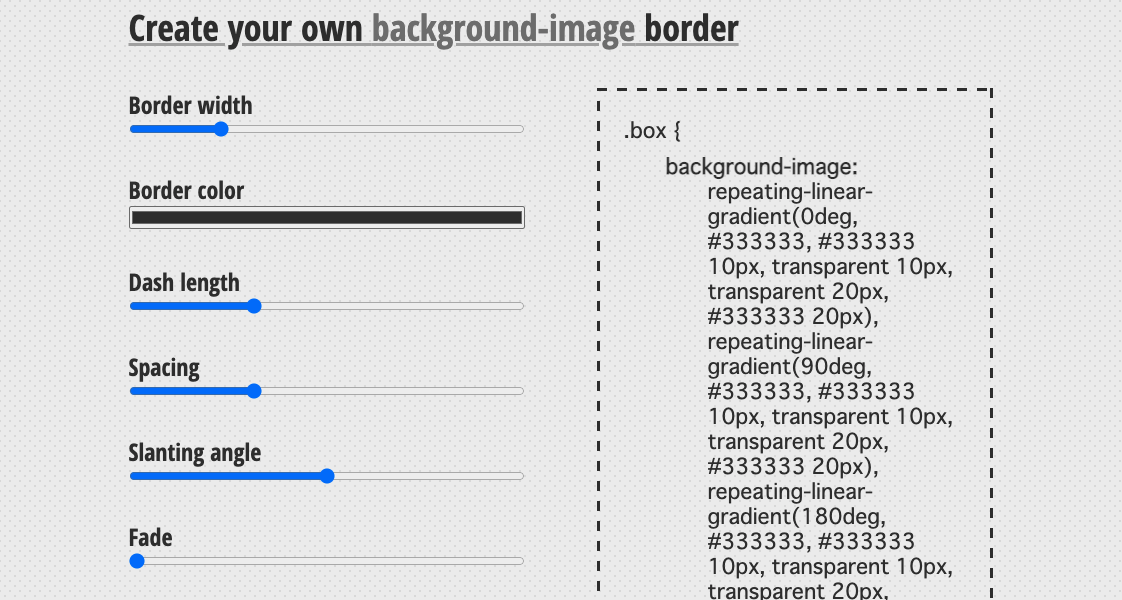 Create your own background-image border
Border width
Border color
Dash length
Spacing
Slanting angle
Fade
.box {
background-image:
repeating-linear-
gradient(0deg,
#333333, #333333
10px, transparent 10px,
transparent 20px,
#333333 20px),
repeating-linear-
gradient(90deg,
#333333, #333333
10px, transparent 10px,
transparent 20px,
#333333 20px),
repeating-linear-
gradient(180deg,
#333333, #333333
10px, transparent 10px,
transparent 20px,